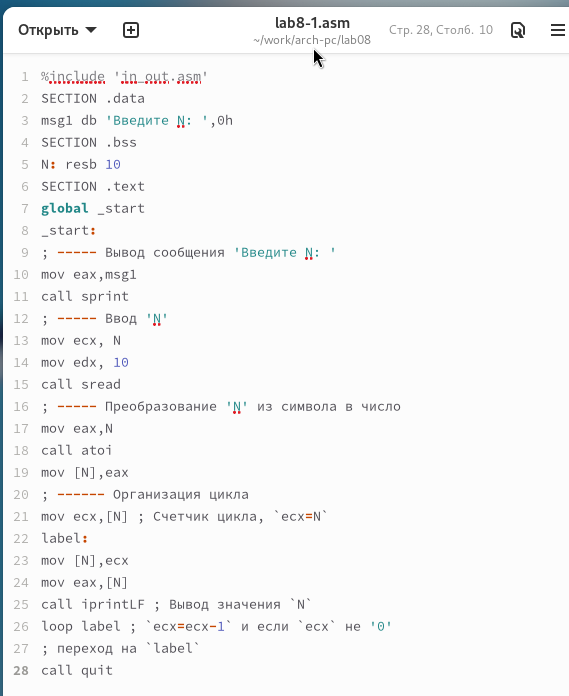 Открыть
lab8-1.asm
~/work/arch-pc/lab08
Стр. 28, Столб. 10
1 %include 'in_out.asm'
2 SECTION .data
3 msg1 db 'Введите N: ',0h
4 SECTION .bss
5 N: resb 10
6 SECTION .text
7 global _start
8 _start:
9 ; ----- Вывод сообщения 'Введите N: '
10 mov eax,msg1
11 call sprint
12 ; ----- Ввод 'N'
13 mov ecx, N
14 mov edx, 10
15 call sread
16 ; ----- Преобразование 'N' из символа в число
17 mov eax,N
18 call atoi
19 mov [N],eax
20 ; ------ Организация цикла
21 mov ecx,[N] ; Счетчик цикла, `ecx=N`
22 label:
23 mov [N],ecx
24 mov eax,[N]
25 call iprintLF ; Вывод значения `N`
26 loop label ; `ecx=ecx-1` и если `ecx` не '0'
27 ; переход на `label`
28 call quit